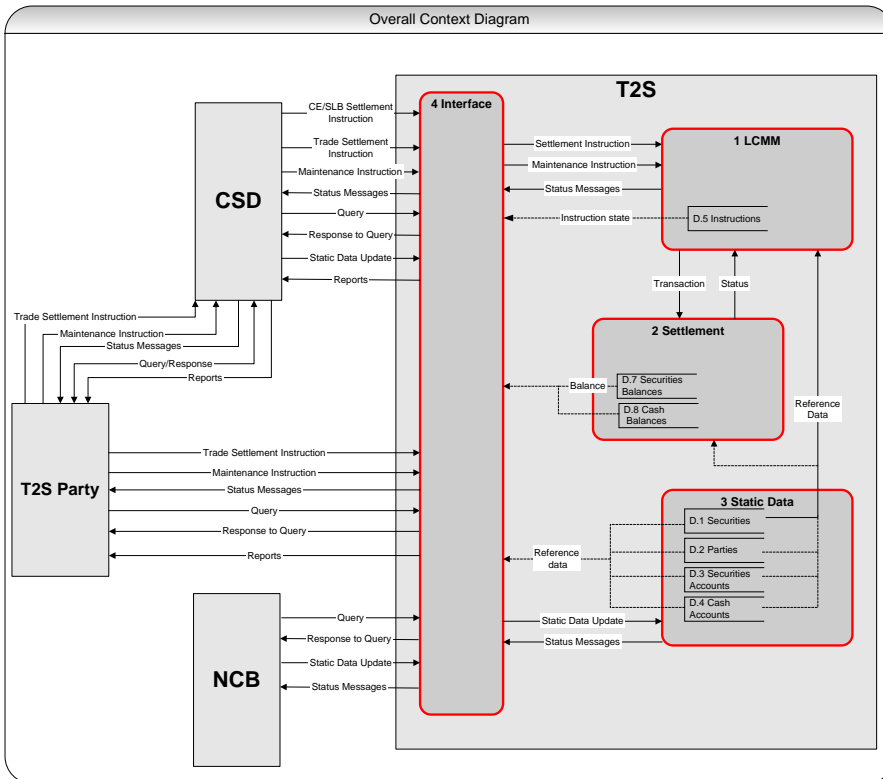 Overall Context Diagram
T2S
4 Interface
CSD
CE/SLB Settlement
Instruction
Trade Settlement
Instruction
Maintenance Instruction
Status Messages
Query
Response to Query
Static Data Update
Reports
Settlement Instruction
Maintenance Instruction
Status Messages
Instruction state
1 LCMM
D.5 Instructions
Transaction
Status
2 Settlement
D.7 Securities
Balances
D.8 Cash
Balances
Balance
Reference
Data
Trade Settlement Instruction
Maintenance Instruction
Status Messages
Query/Response
Reports
T2S Party
Trade Settlement Instruction
Maintenance Instruction
Status Messages
Query
Response to Query
Reports
3 Static Data
D.1 Securities
D.2 Parties
D.3 Securities
Accounts
D.4 Cash
Accounts
Reference
data
Static Data Update
Status Messages
NCB
Query
Response to Query
Static Data Update
Status Messages